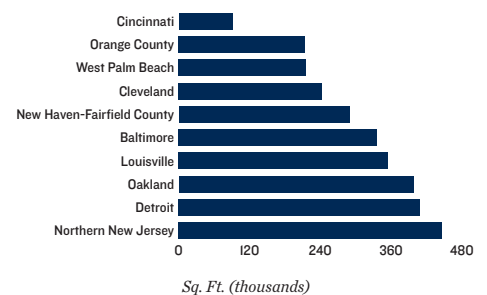 Cincinnati
Orange County
West Palm Beach
Cleveland
New Haven-Fairfield County
Baltimore
Louisville
Oakland
Detroit
Northern New Jersey
0 120 240 360 480
Sq. Ft. (thousands)